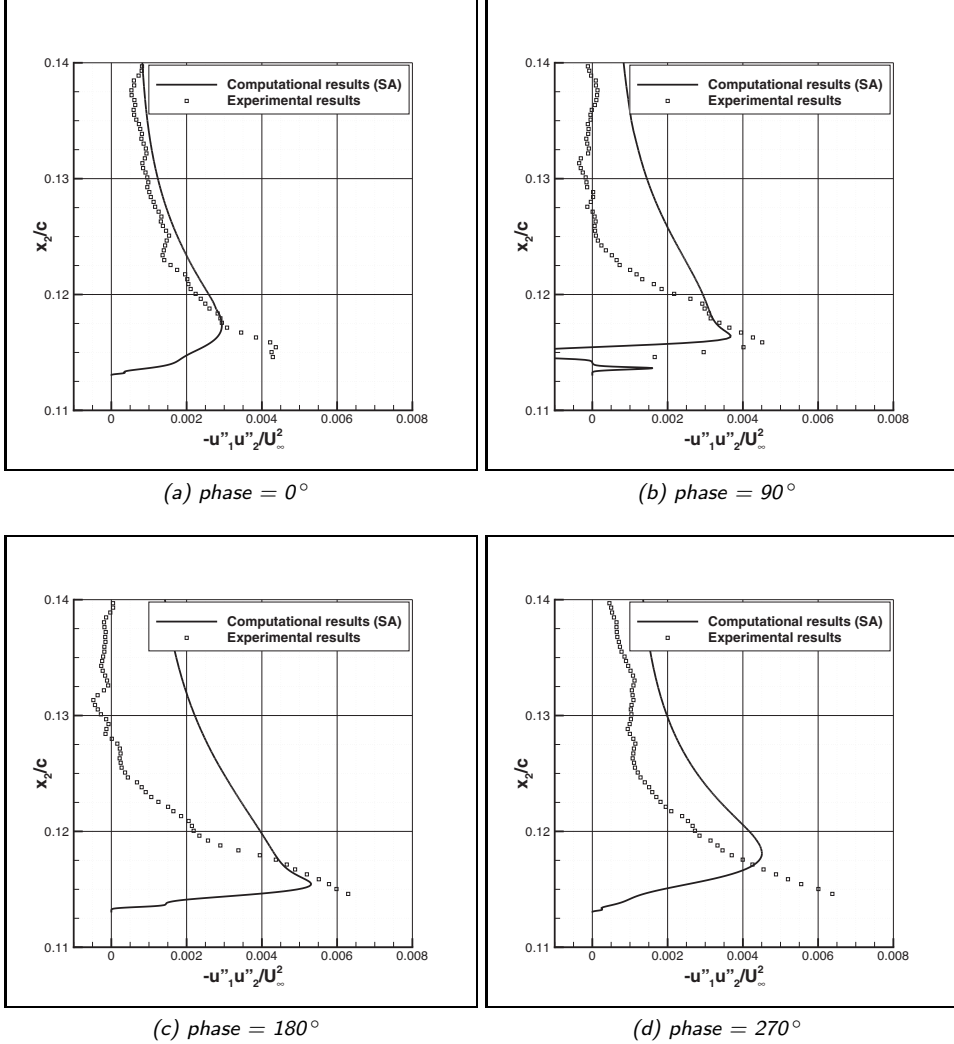 0.14
0.13
0.12
0.11
x₂/c
Computational results (SA)
Experimental results
0 0.002 0.004 0.006 0.008
-u”₁u”₂/U²∞
(a) phase = 0°
0.14
0.13
0.12
0.11
x₂/c
Computational results (SA)
Experimental results
0 0.002 0.004 0.006 0.008
-u”₁u”₂/U²∞
(b) phase = 90°
0.14
0.13
0.12
0.11
x₂/c
Computational results (SA)
Experimental results
0 0.002 0.004 0.006 0.008
-u”₁u”₂/U²∞
(c) phase = 180°
0.14
0.13
0.12
0.11
x₂/c
Computational results (SA)
Experimental results
0 0.002 0.004 0.006 0.008
-u”₁u”₂/U²∞
(d) phase = 270°